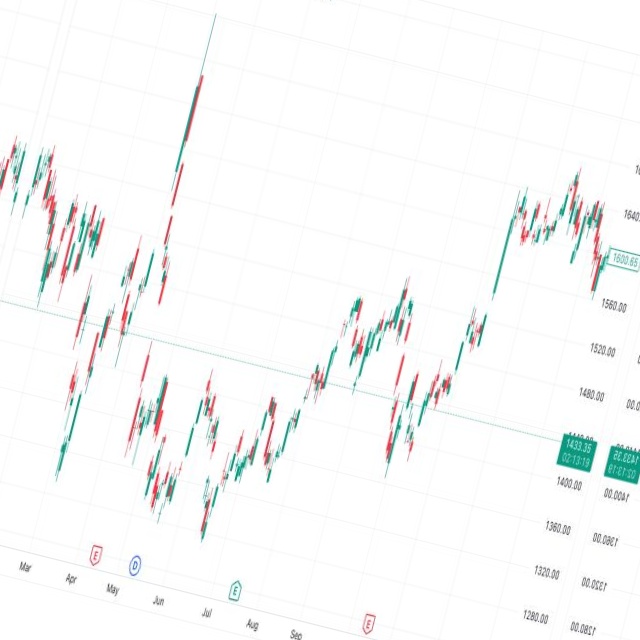 1640.
1600.65
1560.00
1520.00
1480.00
1433.35
02:13:19
1400.00
1360.00
1320.00
1280.00
Mar
Apr
May
Jun
Jul
Aug
Sep
E
D
E
E